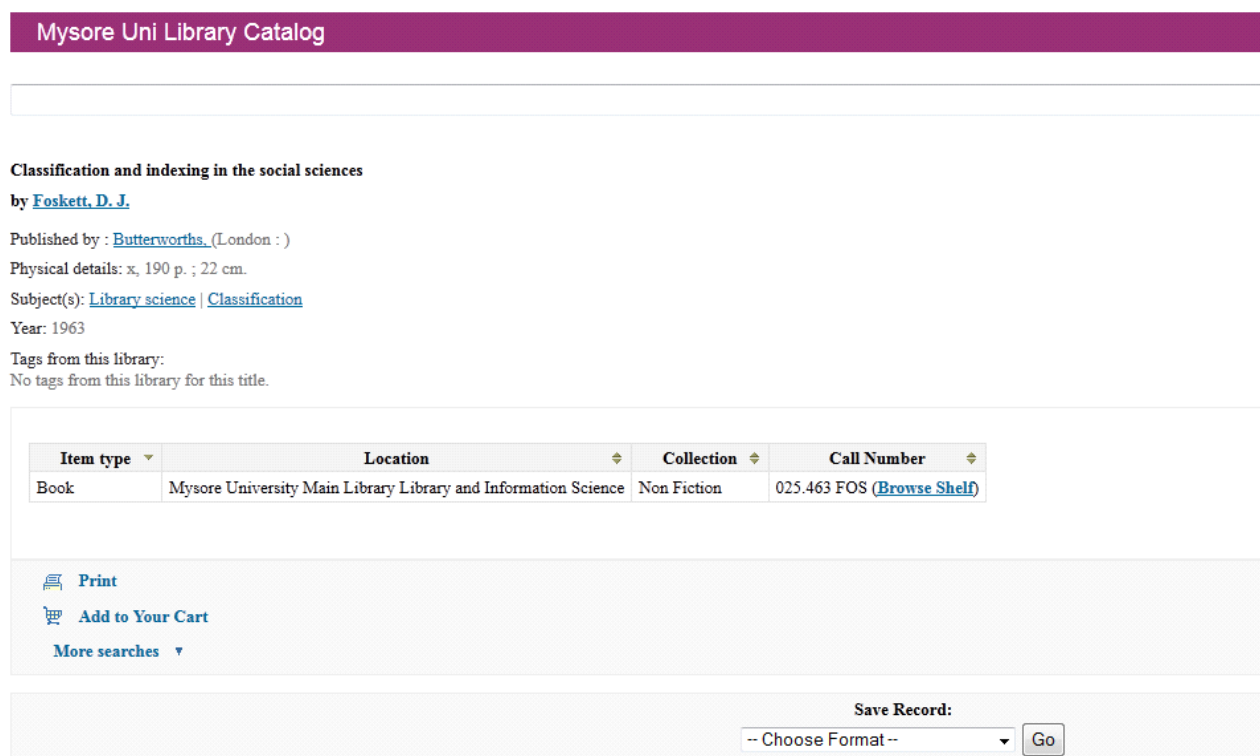 Mysore Uni Library Catalog
Classification and indexing in the social sciences
by Foskett, D. J.
Published by : Butterworths, (London : )
Physical details: x, 190 p. ; 22 cm.
Subject(s): Library science | Classification
Year: 1963
Tags from this library:
No tags from this library for this title.
Item type Location Collection Call Number
Book Mysore University Main Library Library and Information Science Non Fiction 025.463 FOS (Browse Shelf)
Print
Add to Your Cart
More searches
Save Record:
-- Choose Format -- Go